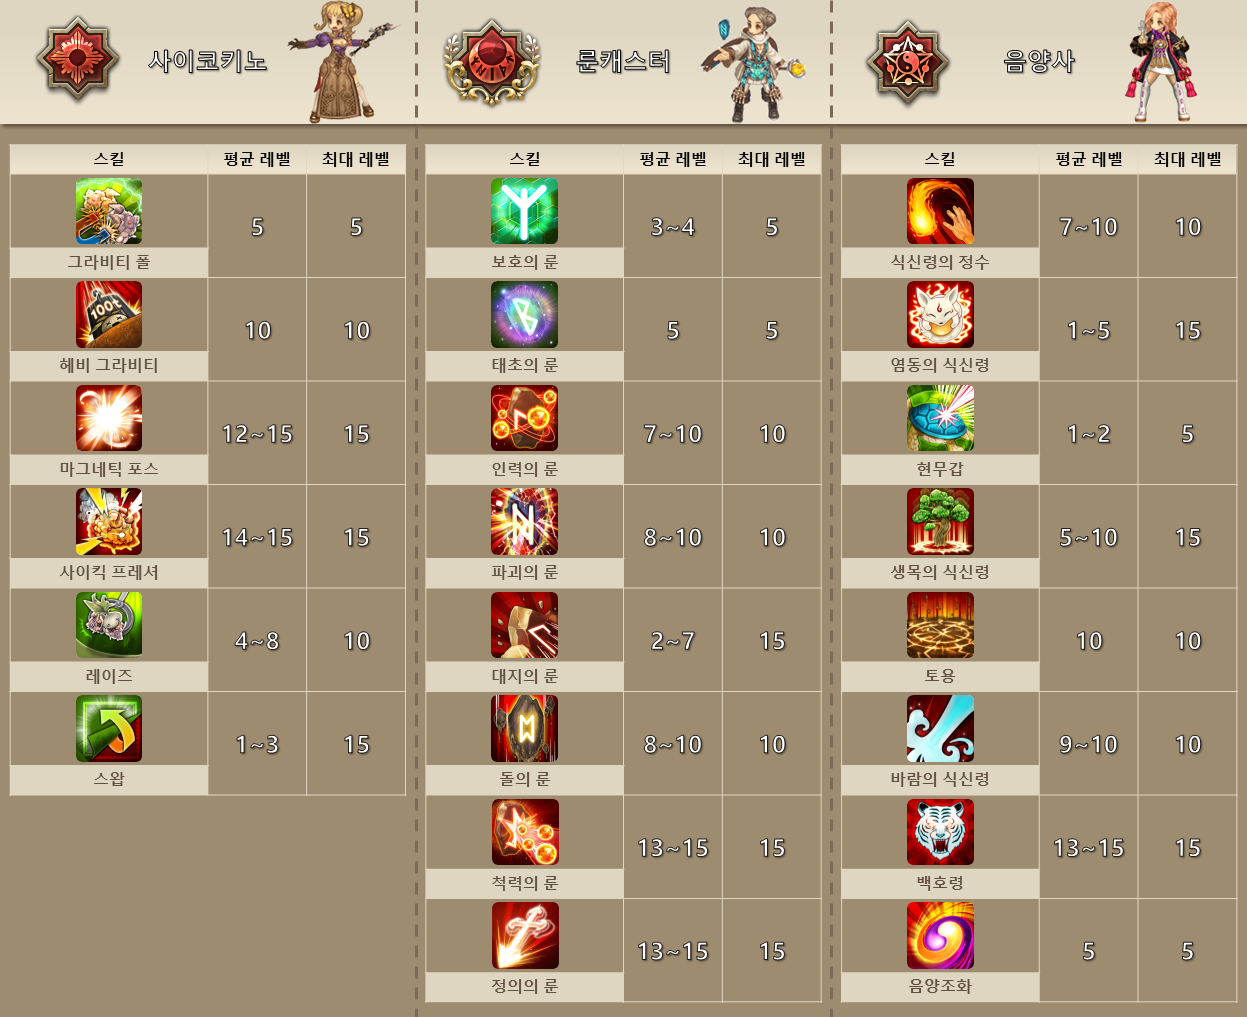 사이코키노
스킬 평균 레벨 최대 레벨
그라비티 폴 5 5
헤비 그라비티 10 10
100t
마그네틱 포스 12~15 15
사이킥 프레셔 14~15 15
레이즈 4~8 10
스왑 1~3 15
룬캐스터
스킬 평균 레벨 최대 레벨
보호의 룬 3~4 5
태초의 룬 5 5
인력의 룬 7~10 10
파괴의 룬 8~10 10
대지의 룬 2~7 15
돌의 룬 8~10 10
척력의 룬 13~15 15
정의의 룬 13~15 15
음양사
스킬 평균 레벨 최대 레벨
식신령의 정수 7~10 10
염동의 식신령 1~5 15
현무갑 1~2 5
생목의 식신령 5~10 15
토용 10 10
바람의 식신령 9~10 10
백호령 13~15 15
음양조화 5 5